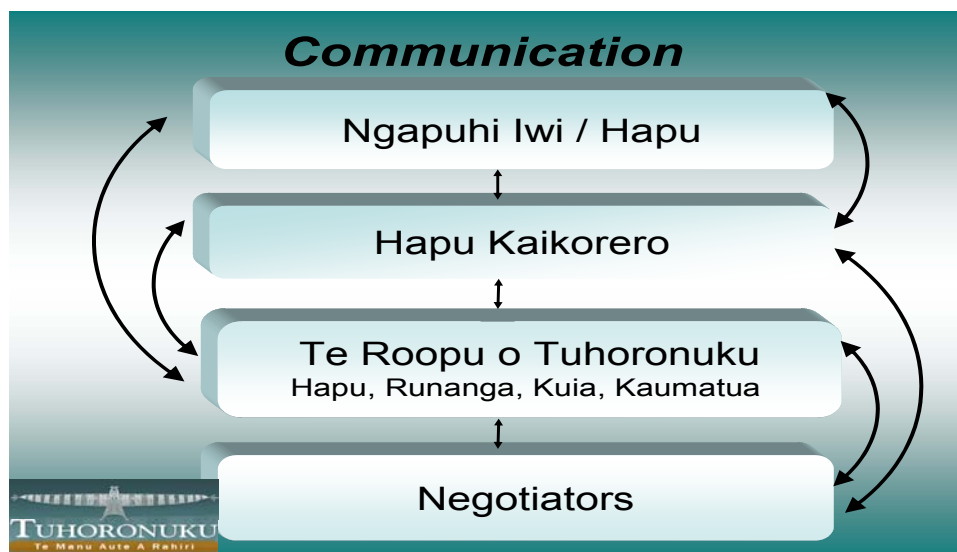 Communication
Ngapuhi Iwi / Hapu
Hapu Kaikorero
Te Roopu o Tuhoronuku
Hapu, Runanga, Kuia, Kaumatua
Negotiators
TUHORONUKU
Te Manu Aute A Rahiri